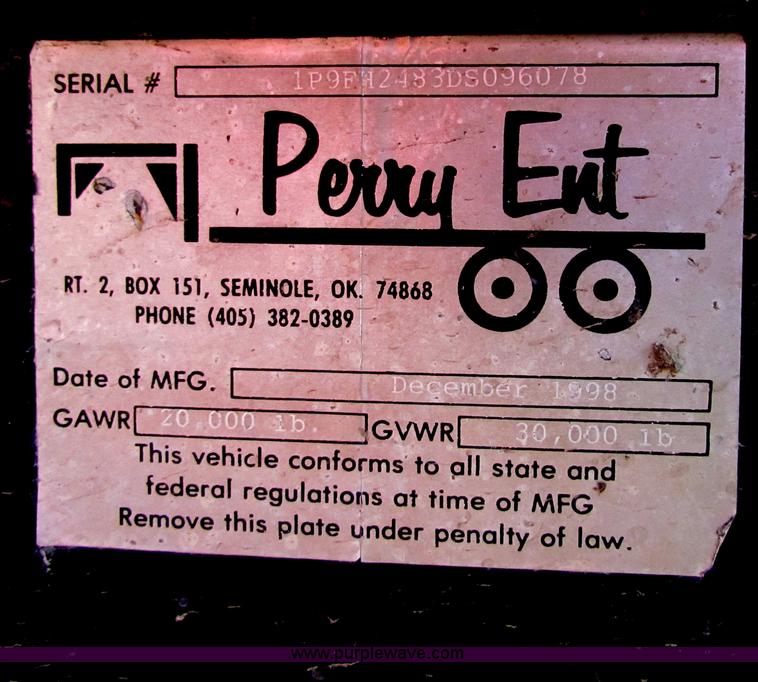 SERIAL # 1P9FH2483DS096078
Perry Ent
RT. 2, BOX 151, SEMINOLE, OK. 74868
PHONE (405) 382-0389
Date of MFG. December 1998
GAWR 20,000 lb. GVWR 30,000 lb
This vehicle conforms to all state and
federal regulations at time of MFG
Remove this plate under penalty of law.
www.purplewave.com